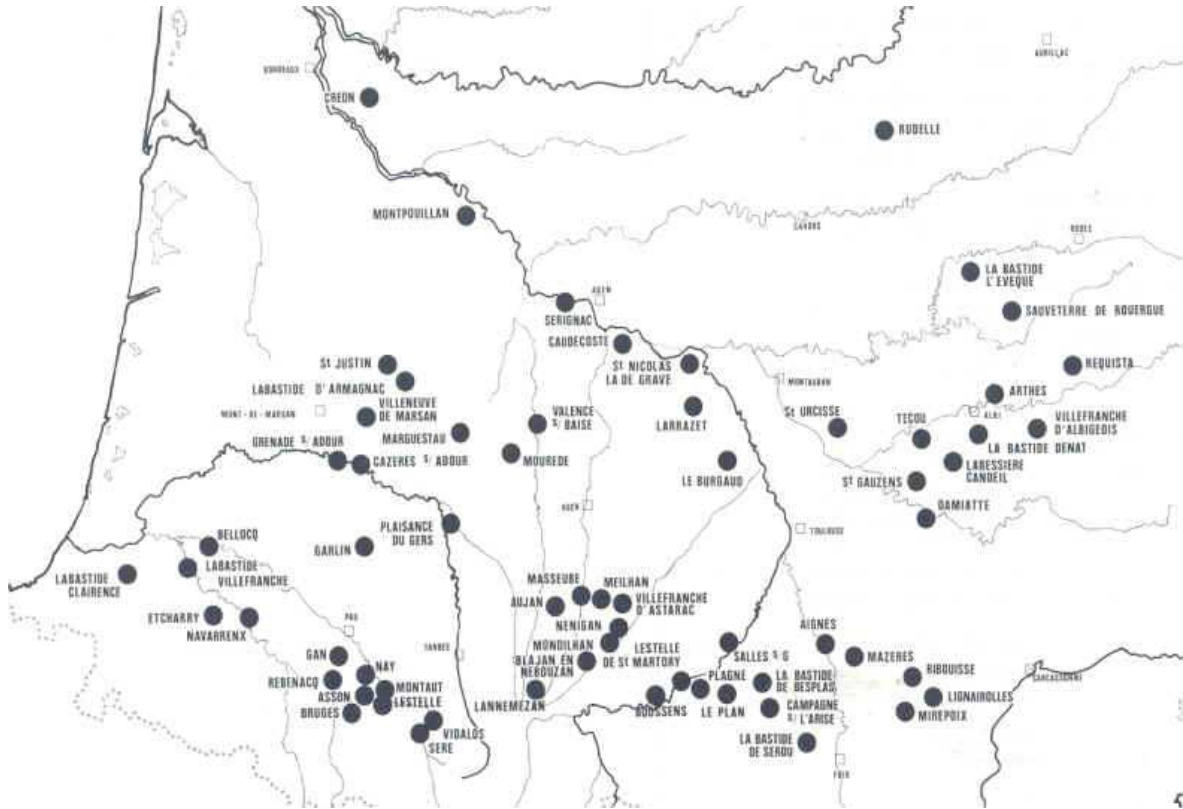 AURILLAC
BORDEAUX
CREON
RUDELLE
MONTPOUILLAN
CAHORS
RODEZ
LA BASTIDE
L'EVEQUE
SAUVETERRE DE ROUERGUE
AGEN
SERIGNAC
CAUDECOSTE
St JUSTIN
St NICOLAS
LA DE GRAVE
REQUISTA
LABASTIDE
D'ARMAGNAC
MONTAUBAN
ARTHES
MONT-DE-MARSAN
VILLENEUVE
DE MARSAN
VALENCE
S/ BAISE
LARRAZET
St URCISSE
ALBI
TECOU
VILLEFRANCHE
D'ALBIGEOIS
MARGUESTAU
LA BASTIDE DENAT
GRENADE S/ADOUR
CAZERES S/ADOUR
MOUREDE
LE BURGAUD
LABESSIERE
CANDEIL
St GAUZENS
AUCH
DAMIATTE
PLAISANCE
DU GERS
TOULOUSE
BELLOCQ
GARLIN
LABASTIDE
VILLEFRANCHE
LABASTIDE
CLAIRENCE
MASSEUBE
MEILHAN
AUJAN
VILLEFRANCHE
D'ASTARAC
ETCHARRY
NAVARRENX
NENIGAN
PAU
AIGNES
MONDILHAN
LESTELLE
DE St MARTORY
SALLES S/G
MAZERES
GAN
TARBES
BLAJAN EN
NEBOUZAN
REBENACQ
NAY
PLAGNE
LA BASTIDE
DE BESPLAS
RIBOUISSE
CARCASSONNE
ASSON
MONTAUT
LESTELLE
LANNEMEZAN
BOUSSENS
LE PLAN
CAMPAGNE
S/ L'ARISE
LIGNAIROLLES
BRUGES
MIREPOIX
VIDALOS
SERE
LA BASTIDE
DE SEROU
FOIX